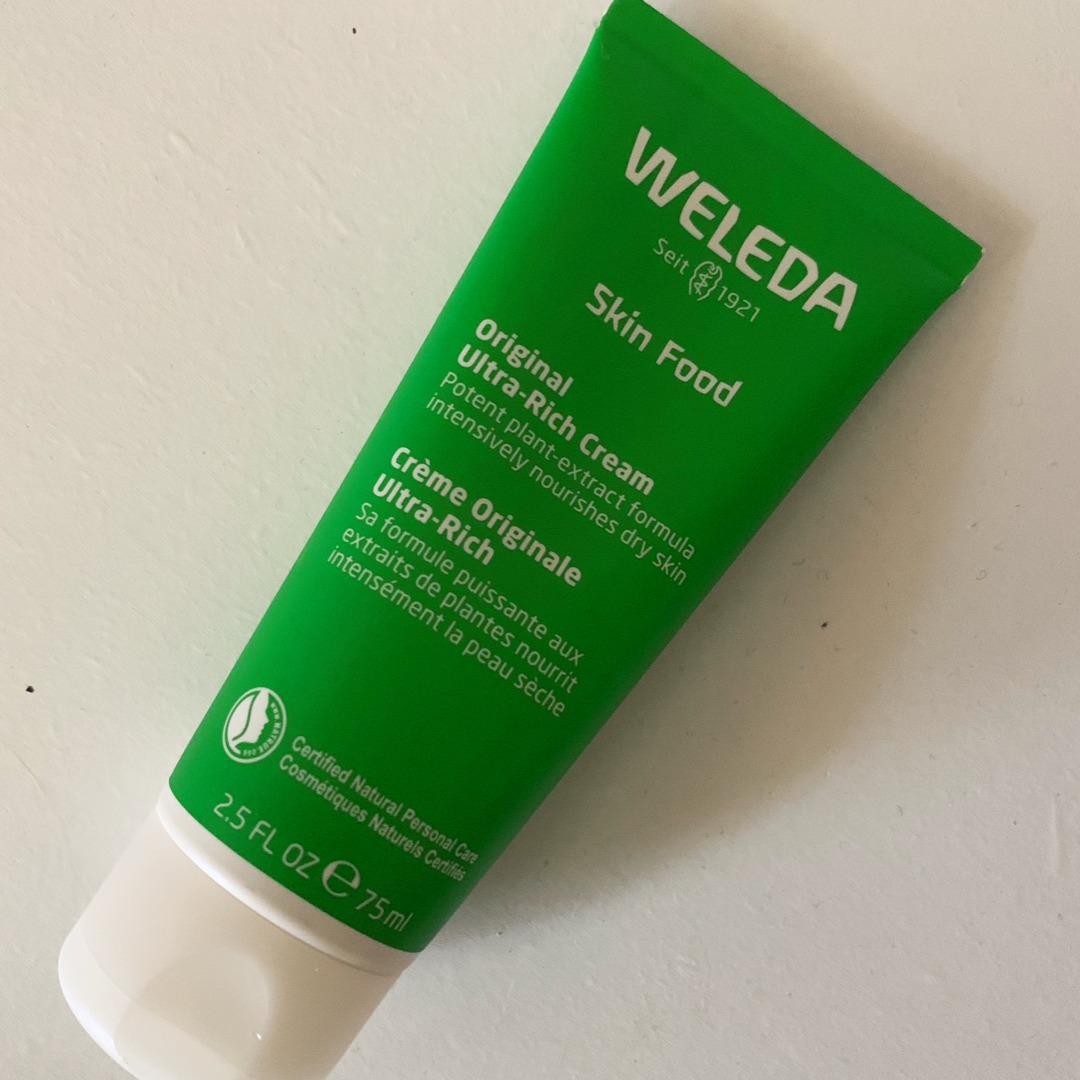 WELEDA
Seit 1921
Skin Food
Original
Ultra-Rich Cream
Potent plant-extract formula
intensively nourishes dry skin
Crème Originale
Ultra-Rich
Sa formule puissante aux
extraits de plantes nourrit
intensément la peau sèche
NATRUE
Certified Natural Personal Care
Cosmétiques Naturels Certifiés
2.5 FL OZ ℮ 75ml